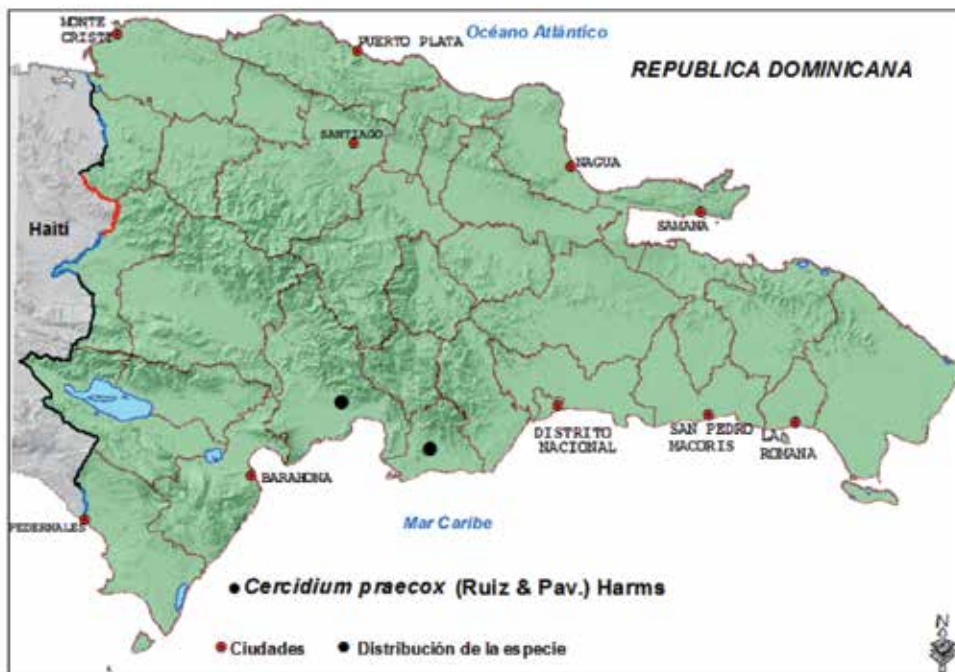 MONTE-
CRISTI
PUERTO PLATA
Océano Atlántico
REPUBLICA DOMINICANA
SANTIAGO
NAGUA
SAMANA
Haití
DISTRITO
NACIONAL
SAN PEDRO
MACORIS
LA
ROMANA
BARAHONA
PEDERNALES
Mar Caribe
Cercidium praecox (Ruiz & Pav.) Harms
Ciudades
Distribución de la especie
N